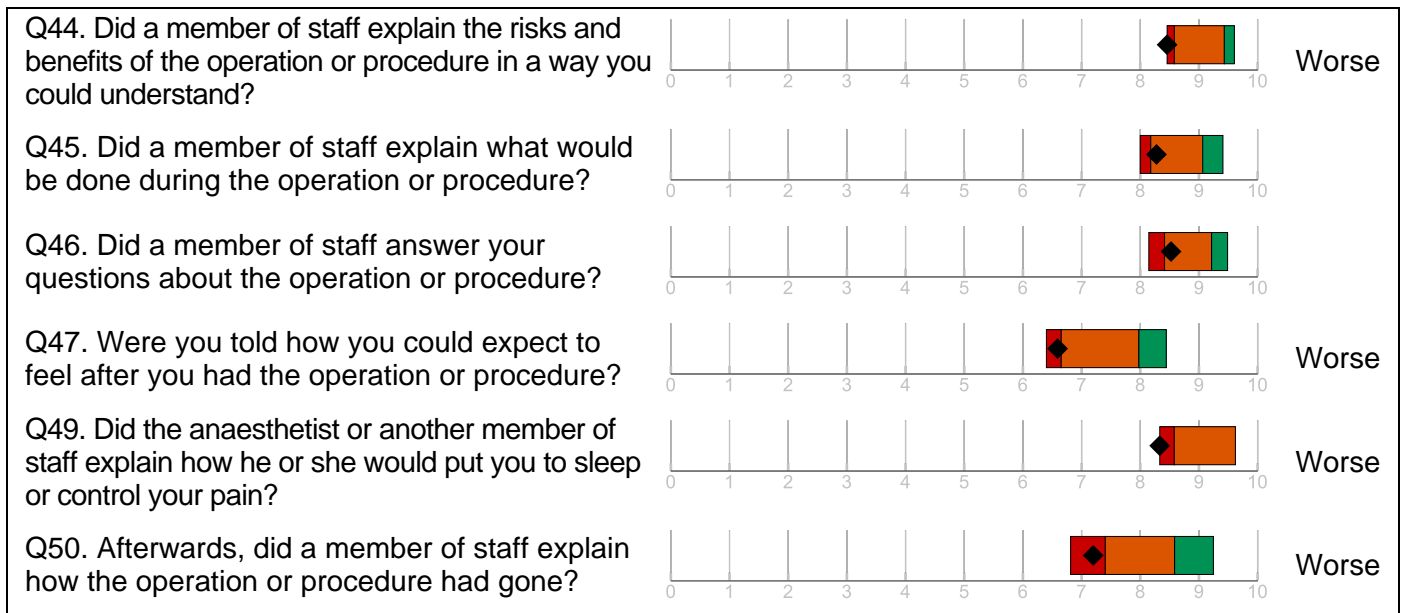 Q44. Did a member of staff explain the risks and
benefits of the operation or procedure in a way you
could understand?
0 1 2 3 4 5 6 7 8 9 10
Worse
Q45. Did a member of staff explain what would
be done during the operation or procedure?
0 1 2 3 4 5 6 7 8 9 10
Q46. Did a member of staff answer your
questions about the operation or procedure?
0 1 2 3 4 5 6 7 8 9 10
Q47. Were you told how you could expect to
feel after you had the operation or procedure?
0 1 2 3 4 5 6 7 8 9 10
Worse
Q49. Did the anaesthetist or another member of
staff explain how he or she would put you to sleep
or control your pain?
0 1 2 3 4 5 6 7 8 9 10
Worse
Q50. Afterwards, did a member of staff explain
how the operation or procedure had gone?
0 1 2 3 4 5 6 7 8 9 10
Worse